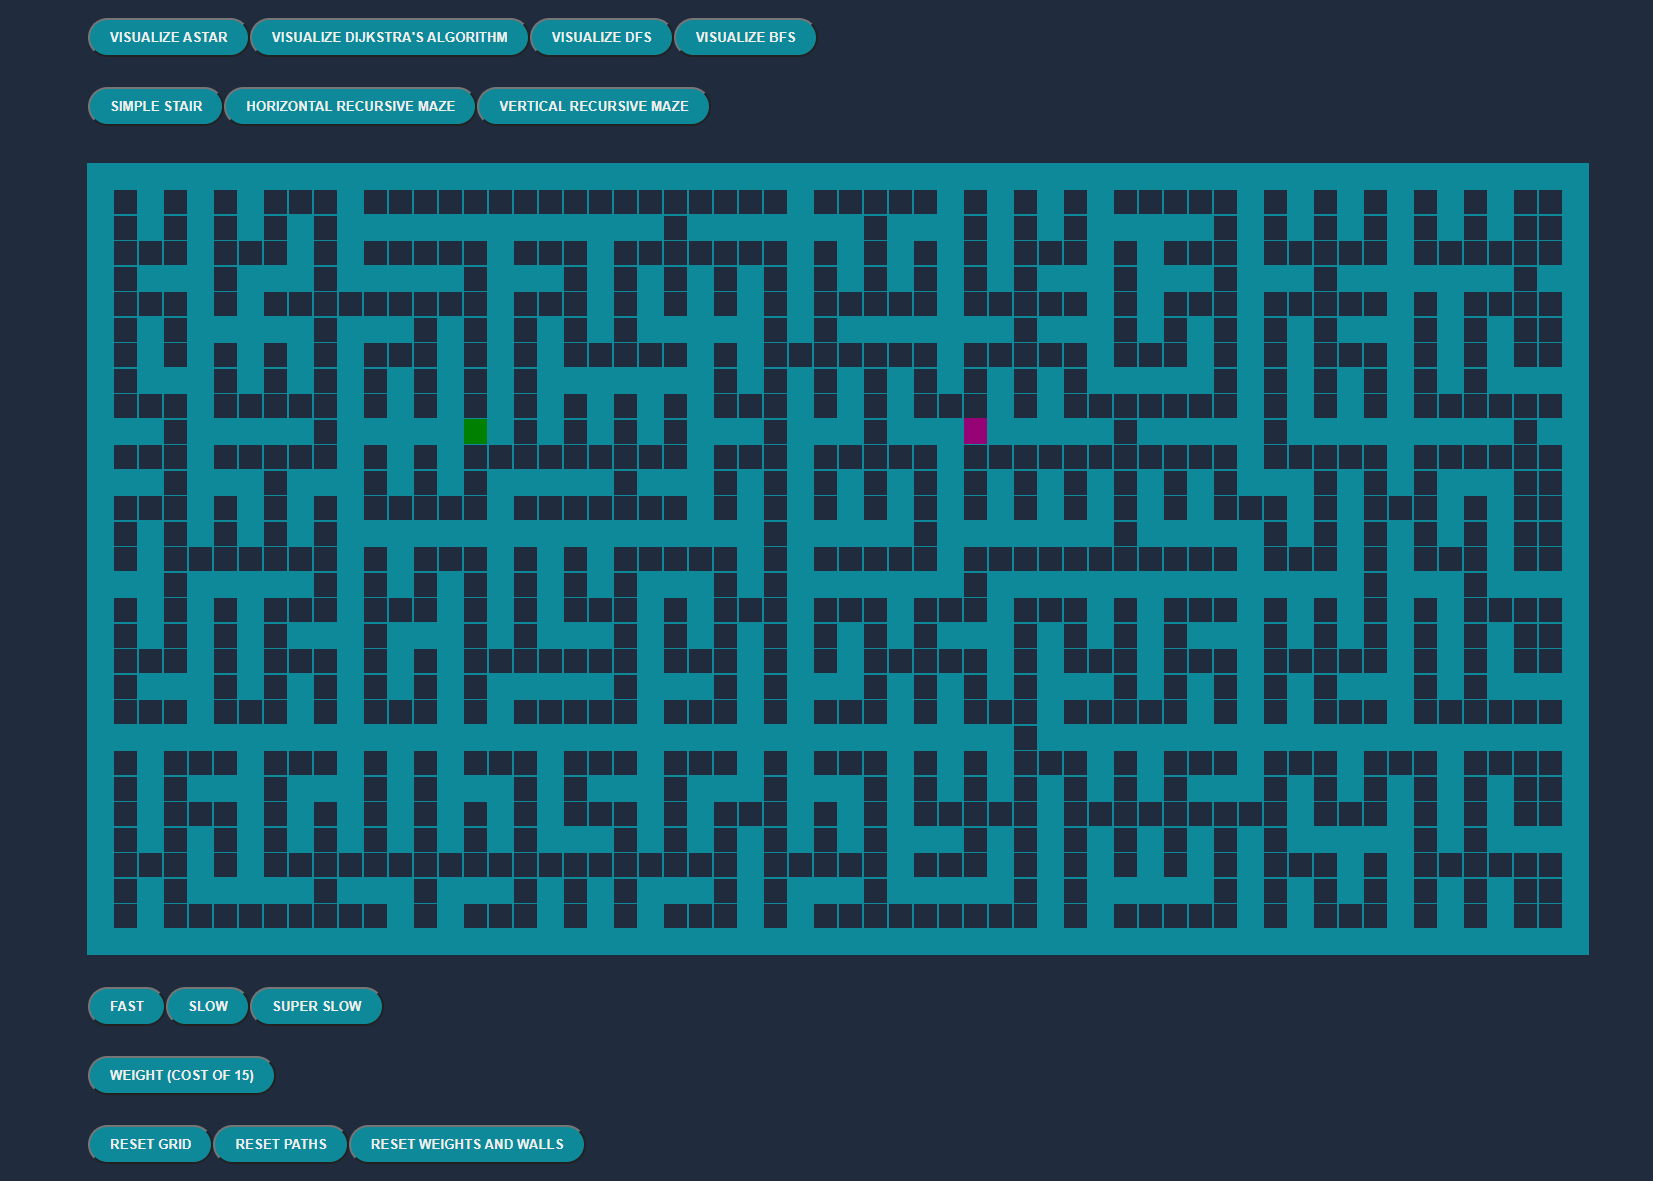 VISUALIZE ASTAR VISUALIZE DIJKSTRA'S ALGORITHM VISUALIZE DFS VISUALIZE BFS
SIMPLE STAIR HORIZONTAL RECURSIVE MAZE VERTICAL RECURSIVE MAZE
FAST SLOW SUPER SLOW
WEIGHT (COST OF 15)
RESET GRID RESET PATHS RESET WEIGHTS AND WALLS